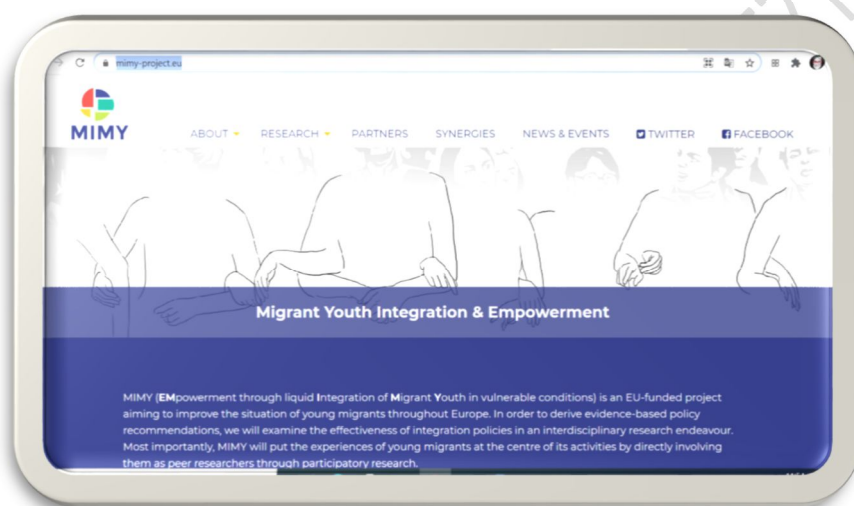 mimy-project.eu
MIMY
ABOUT RESEARCH PARTNERS SYNERGIES NEWS & EVENTS TWITTER FACEBOOK
Migrant Youth Integration & Empowerment
MIMY (EMpowerment through liquid Integration of Migrant Youth in vulnerable conditions) is an EU-funded project
aiming to improve the situation of young migrants throughout Europe. In order to derive evidence-based policy
recommendations, we will examine the effectiveness of integration policies in an interdisciplinary research endeavour.
Most importantly, MIMY will put the experiences of young migrants at the centre of its activities by directly involving
them as peer researchers through participatory research.